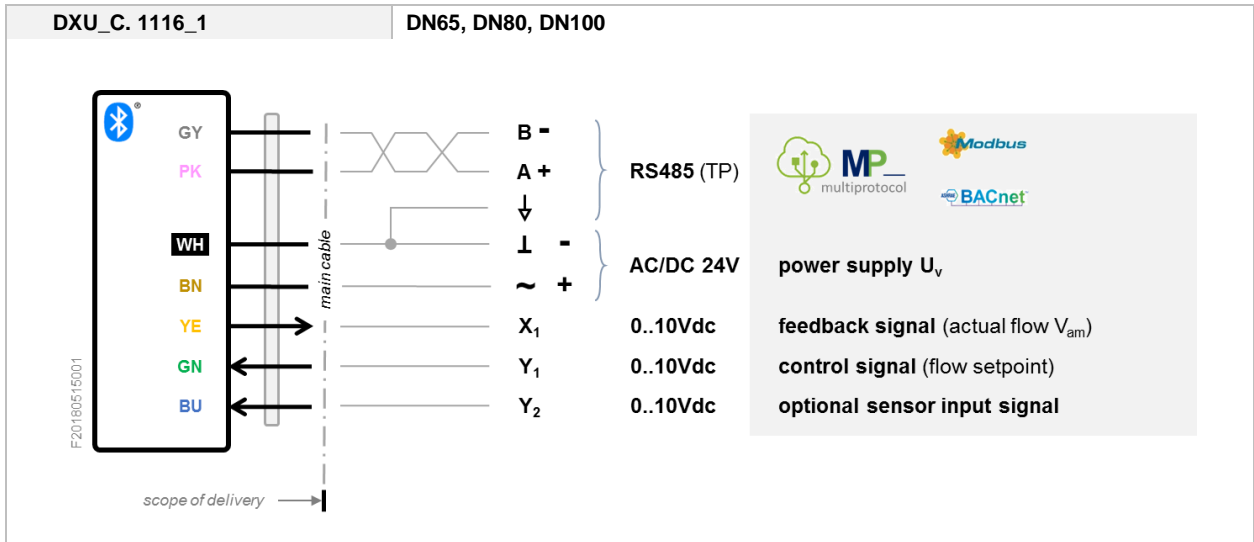 DXU_C. 1116_1 DN65, DN80, DN100
®
GY B -
PK A + RS485 (TP) MP_ multiprotocol Modbus
BACnet
WH ⊥ -
BN ~ + AC/DC 24V power supply Uv
YE X1 0..10Vdc feedback signal (actual flow Vam)
GN Y1 0..10Vdc control signal (flow setpoint)
BU Y2 0..10Vdc optional sensor input signal
main cable
F20180515001
scope of delivery